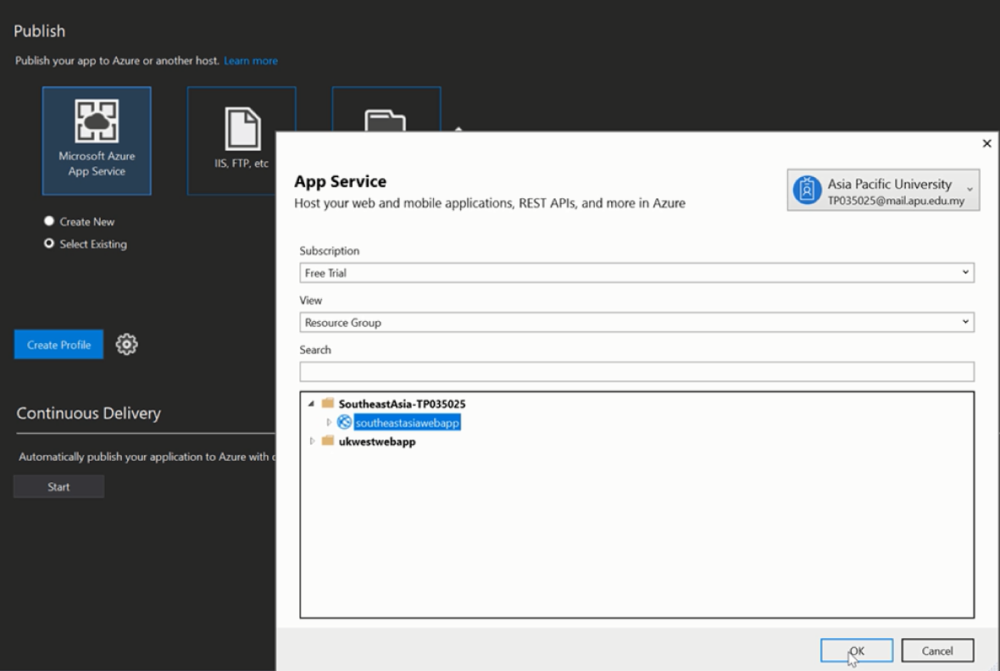 Publish
Publish your app to Azure or another host. Learn more
Microsoft Azure
App Service
IIS, FTP, etc
Create New
Select Existing
Create Profile
Continuous Delivery
Automatically publish your application to Azure with
Start
App Service
Host your web and mobile applications, REST APIs, and more in Azure
Asia Pacific University
TP035025@mail.apu.edu.my
Subscription
Free Trial
View
Resource Group
Search
SoutheastAsia-TP035025
southeastasiawebapp
ukwestwebapp
OK
Cancel